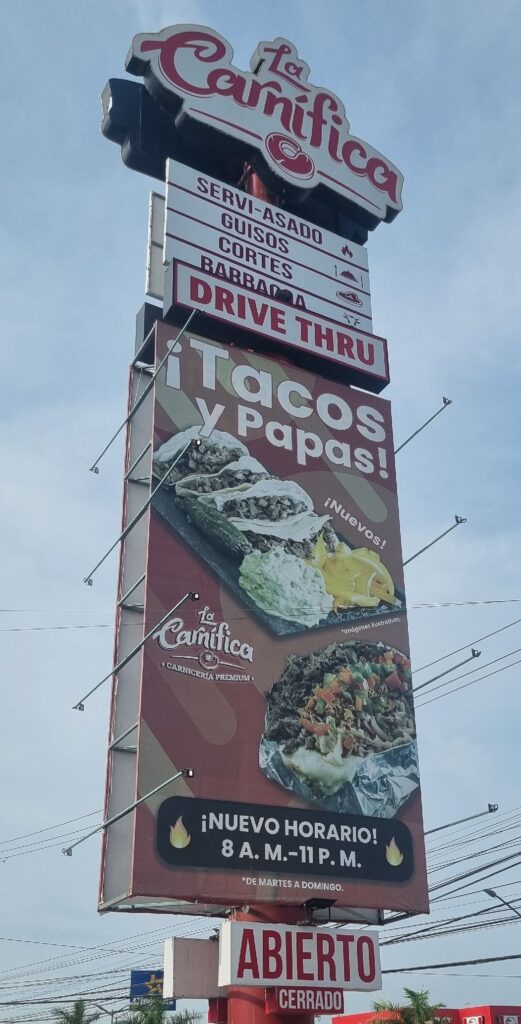 La
Carnífica
SERVI-ASADO
GUISOS
CORTES
BARBACOA
DRIVE THRU
¡Tacos
y Papas!
¡Nuevos!
*Imágenes ilustrativas.
La
Carnífica
CARNICERÍA PREMIUM
¡NUEVO HORARIO!
8 A. M.-11 P. M.
*DE MARTES A DOMINGO.
ABIERTO
CERRADO